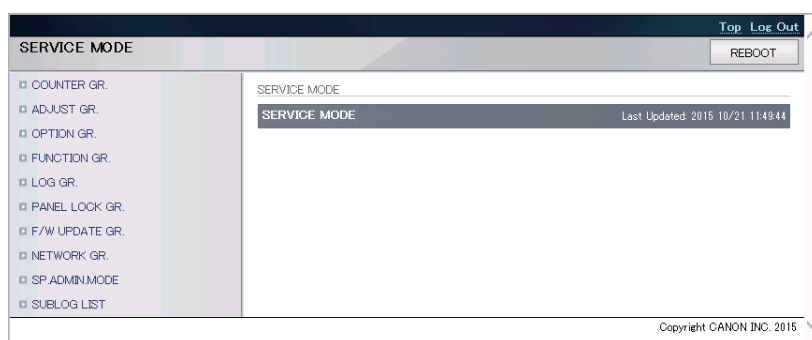 Top Log Out
SERVICE MODE
REBOOT
COUNTER GR.
ADJUST GR.
OPTION GR.
FUNCTION GR.
LOG GR.
PANEL LOCK GR.
F/W UPDATE GR.
NETWORK GR.
SP.ADMIN.MODE
SUBLOG LIST
SERVICE MODE
SERVICE MODE Last Updated: 2015 10/21 11:49:44
Copyright CANON INC. 2015